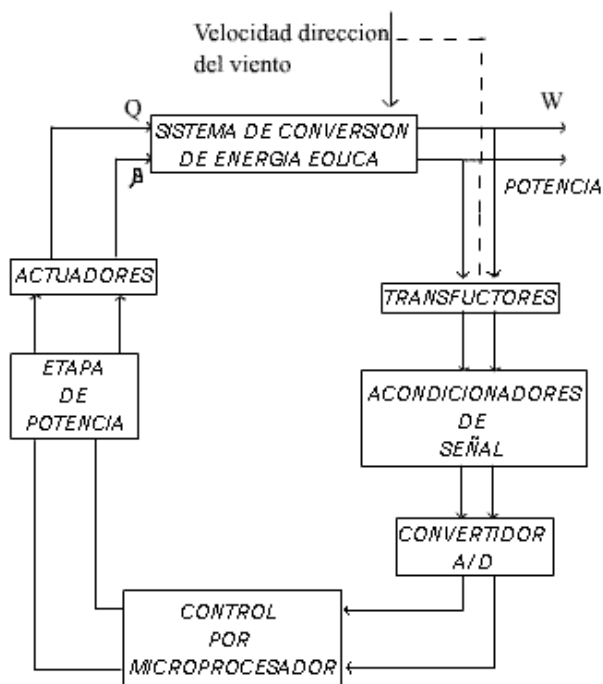 Velocidad direccion
del viento
Q
W
SISTEMA DE CONVERSION
DE ENERGIA EOLICA
β
POTENCIA
ACTUADORES
TRANSFUCTORES
ETAPA
DE
POTENCIA
ACONDICIONADORES
DE
SEÑAL
CONVERTIDOR
A/D
CONTROL
POR
MICROPROCESADOR